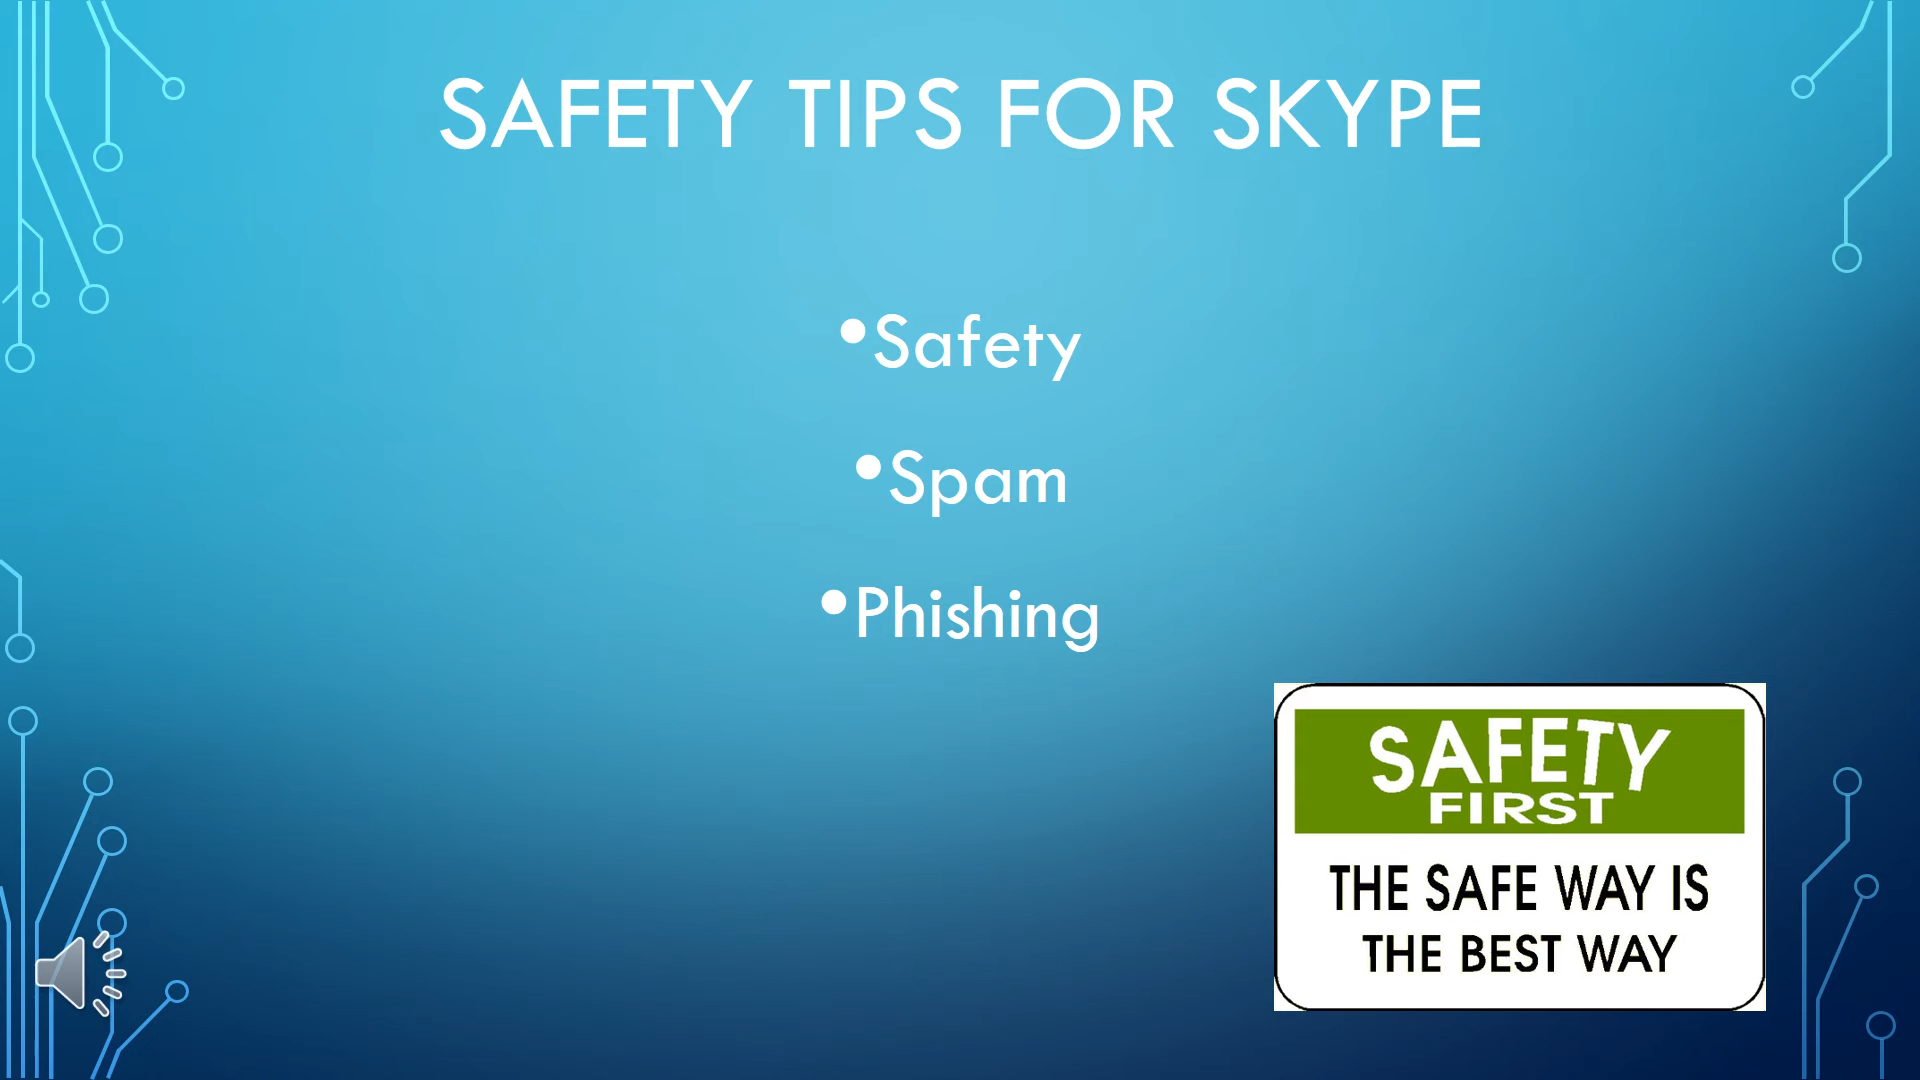 SAFETY TIPS FOR SKYPE
•Safety
•Spam
•Phishing
SAFETY
FIRST
THE SAFE WAY IS
THE BEST WAY